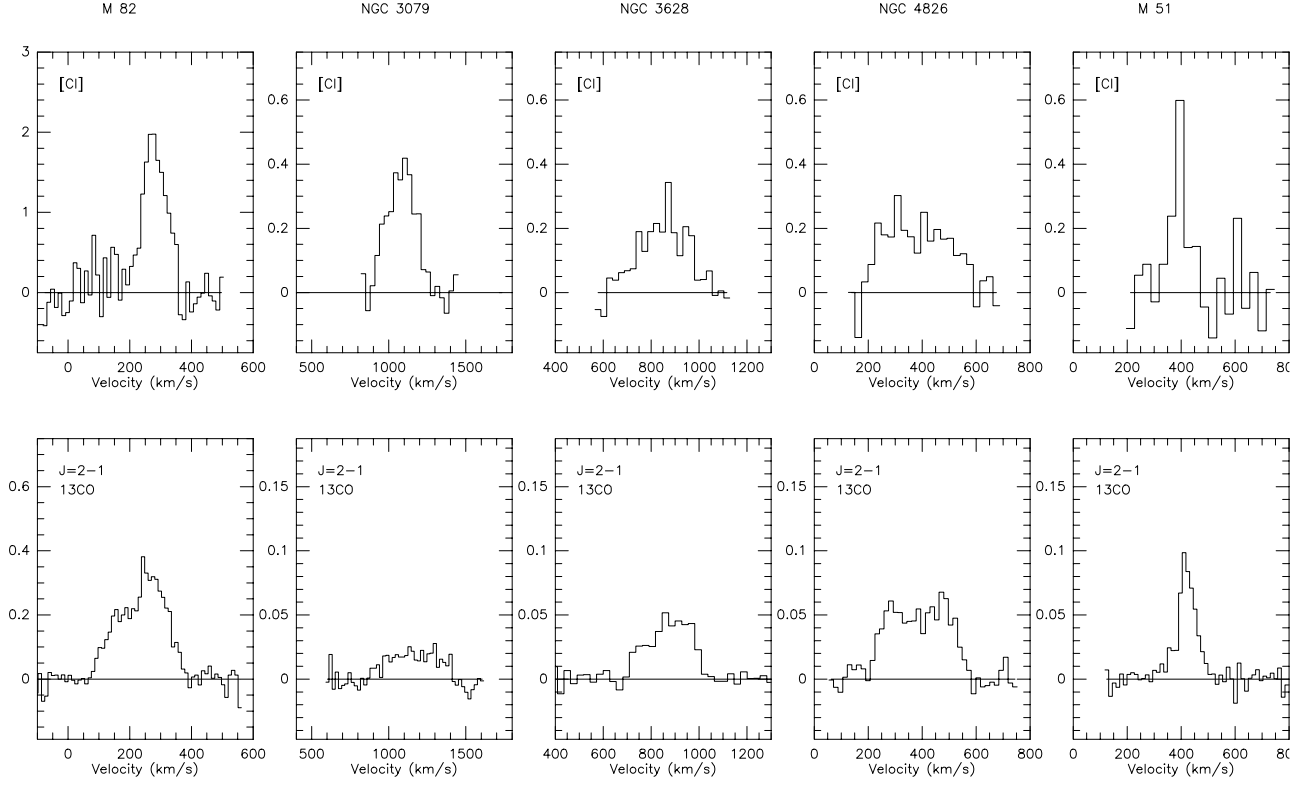 M 82 NGC 3079 NGC 3628 NGC 4826 M 51
3
[CI] [CI] [CI] [CI] [CI]
0.6 0.6 0.6 0.6
2
0.4 0.4 0.4 0.4
1
0.2 0.2 0.2 0.2
0 0 0 0 0
0 200 400 600 500 1000 1500 400 600 800 1000 1200 0 200 400 600 800 0 200 400 600 80
Velocity (km/s) Velocity (km/s) Velocity (km/s) Velocity (km/s) Velocity (km/s)
J=2-1 J=2-1 J=2-1 J=2-1 J=2-1
0.6 13CO 0.15 13CO 0.15 13CO 0.15 13CO 0.15 13CO
0.4 0.1 0.1 0.1 0.1
0.2 0.05 0.05 0.05 0.05
0 0 0 0 0
0 200 400 600 500 1000 1500 400 600 800 1000 1200 0 200 400 600 800 0 200 400 600 80
Velocity (km/s) Velocity (km/s) Velocity (km/s) Velocity (km/s) Velocity (km/s)